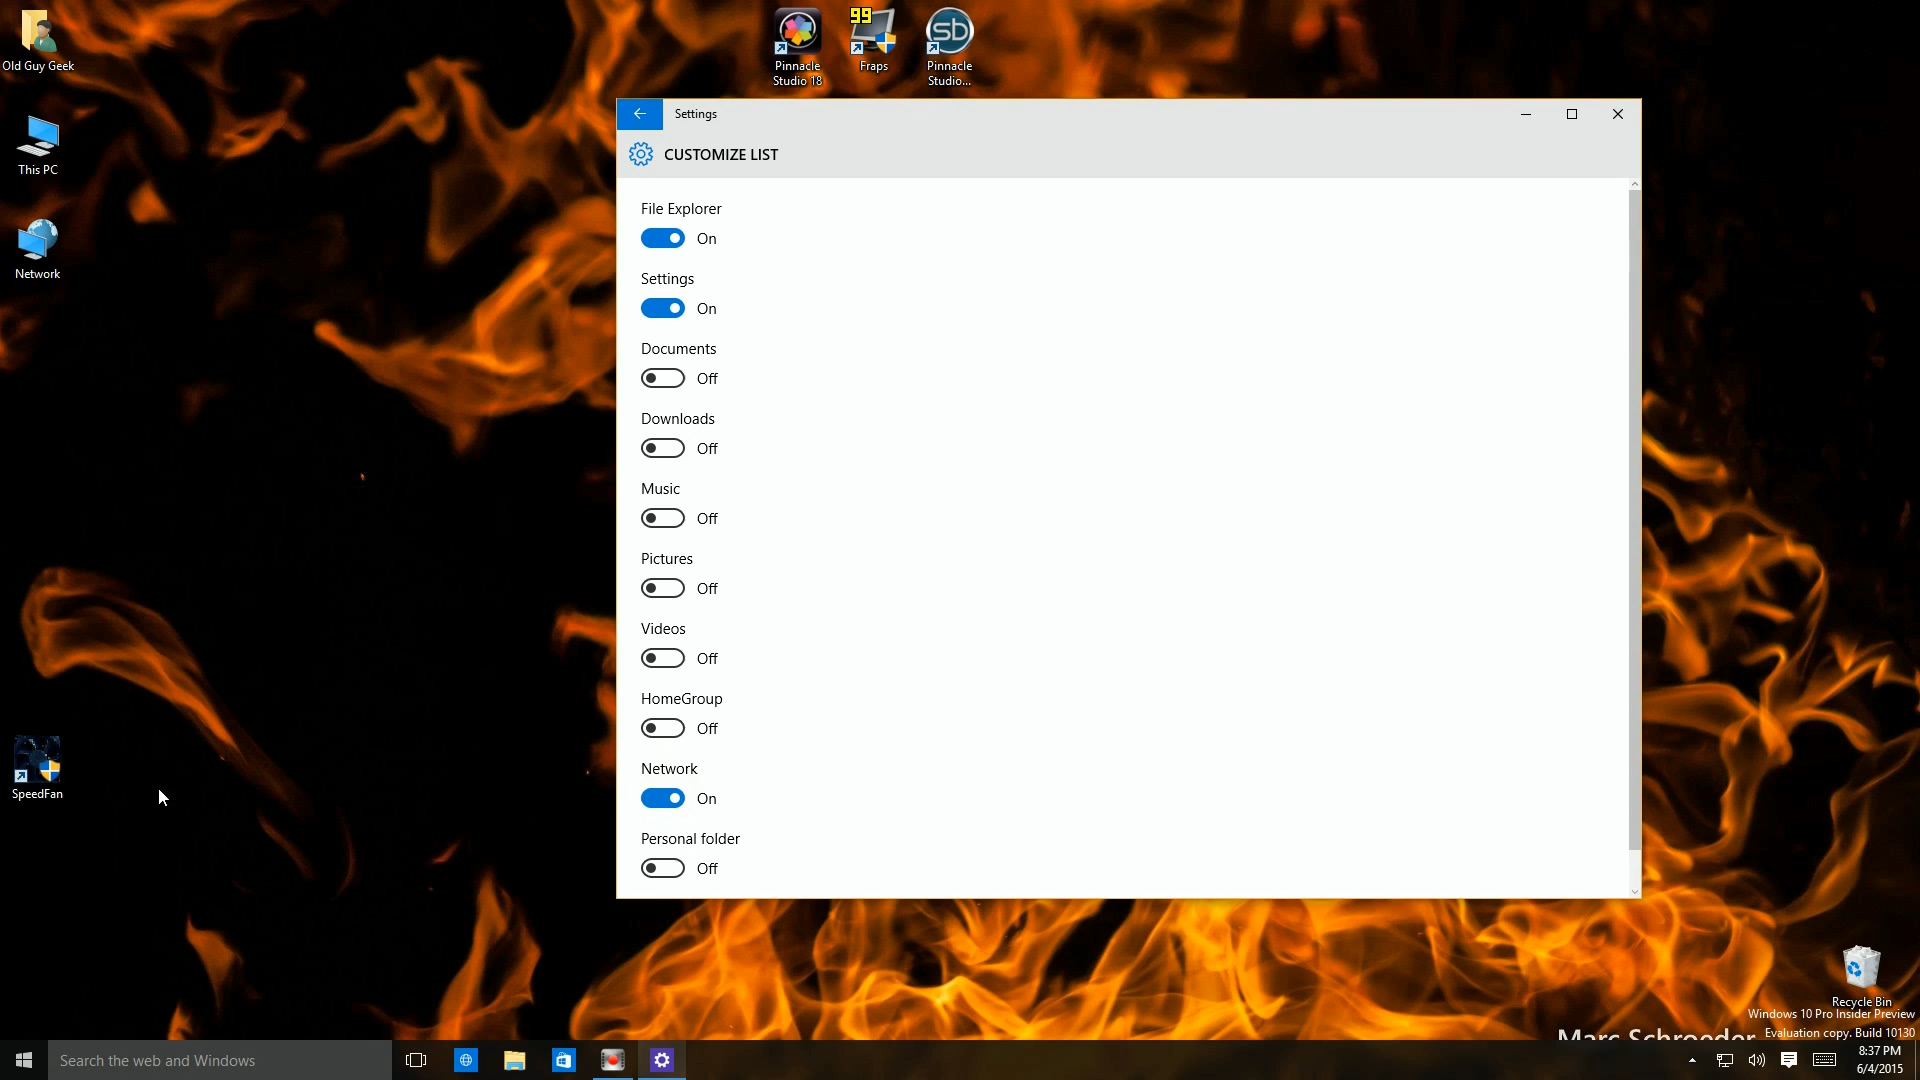 Old Guy Geek
This PC
Network
SpeedFan
Pinnacle
Studio 18
99
Fraps
sb
Pinnacle
Studio...
Settings
CUSTOMIZE LIST
File Explorer
On
Settings
On
Documents
Off
Downloads
Off
Music
Off
Pictures
Off
Videos
Off
HomeGroup
Off
Network
On
Personal folder
Off
Recycle Bin
Windows 10 Pro Insider Preview
Evaluation copy. Build 10130
Marc Schroeder
Search the web and Windows
8:37 PM
6/4/2015